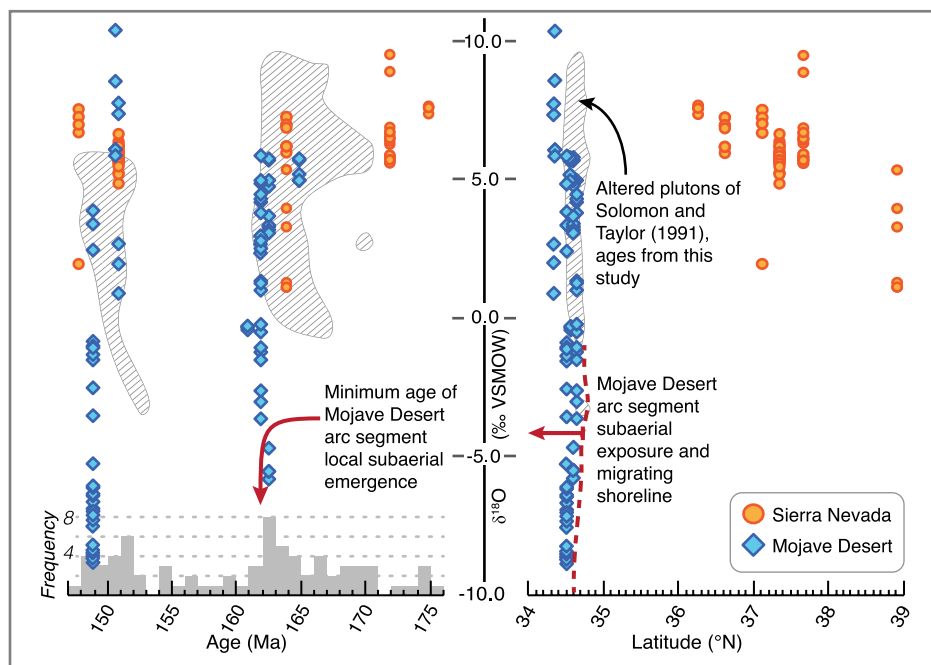 10.0
5.0
0.0
-5.0
-10.0
δ18O
(‰ VSMOW)
Minimum age of
Mojave Desert
arc segment
local subaerial
emergence
Frequency
8
4
150
155
160
165
170
175
Age (Ma)
Altered plutons of
Solomon and
Taylor (1991),
ages from this
study
Mojave Desert
arc segment
subaerial
exposure and
migrating
shoreline
Sierra Nevada
Mojave Desert
34
35
36
37
38
39
Latitude (°N)